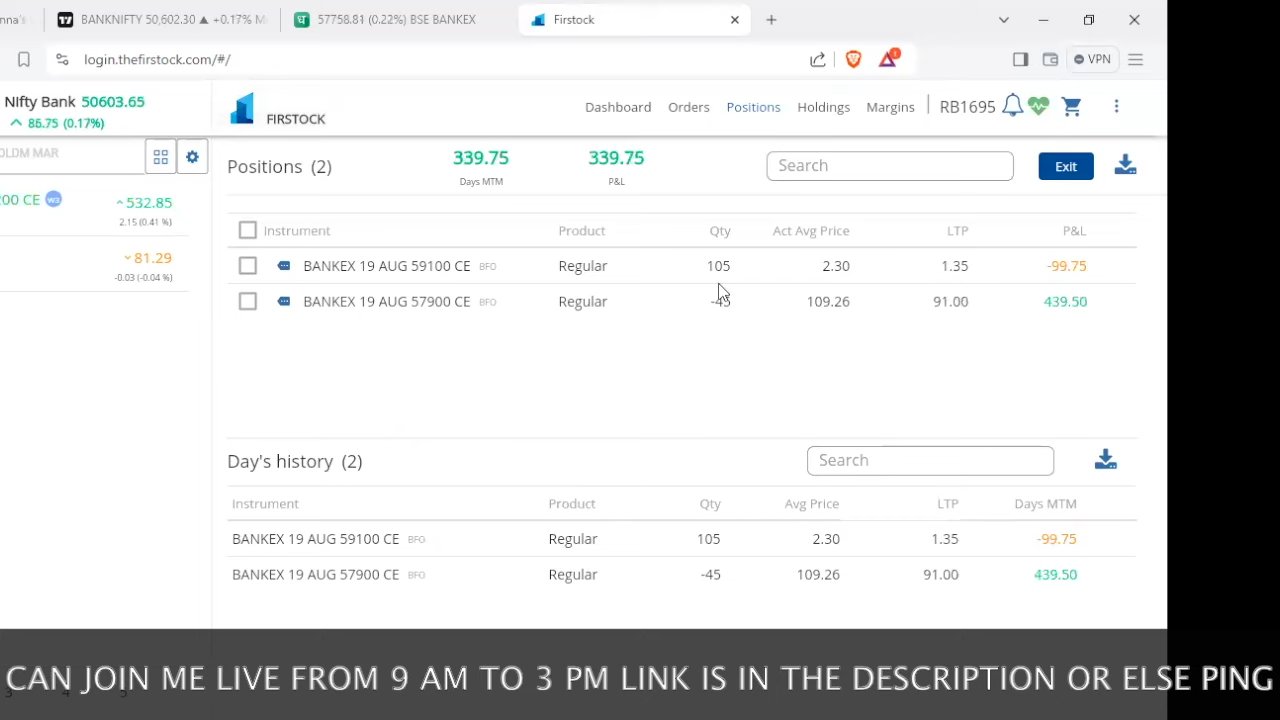 nna's
BANKNIFTY 50,602.30 ▲ +0.17%
57758.81 (0.22%) BSE BANKEX
Firstock
login.thefirstock.com/#/
1
VPN
Nifty Bank 50603.65
86.75 (0.17%)
FIRSTOCK
Dashboard Orders Positions Holdings Margins RB1695
OLDM MAR
200 CE
532.85
2.15 (0.41 %)
81.29
-0.03 (-0.04 %)
Positions (2)
339.75
Days MTM
339.75
P&L
Search
Exit
Instrument Product Qty Act Avg Price LTP P&L
BANKEX 19 AUG 59100 CE BFO Regular 105 2.30 1.35 -99.75
BANKEX 19 AUG 57900 CE BFO Regular -45 109.26 91.00 439.50
Day's history (2)
Search
Instrument Product Qty Avg Price LTP Days MTM
BANKEX 19 AUG 59100 CE BFO Regular 105 2.30 1.35 -99.75
BANKEX 19 AUG 57900 CE BFO Regular -45 109.26 91.00 439.50
CAN JOIN ME LIVE FROM 9 AM TO 3 PM LINK IS IN THE DESCRIPTION OR ELSE PING